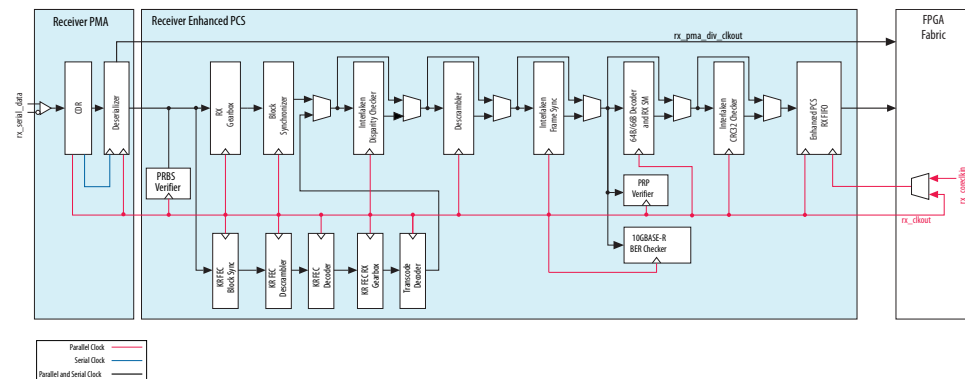 Receiver PMA
Receiver Enhanced PCS
FPGA
Fabric
rx_pma_div_clkout
rx_serial_data
CDR
Deserializer
RX
Gearbox
Block
Synchronizer
Interlaken
Disparity Checker
Descrambler
Interlaken
Frame Sync
64B/66B Decoder
and RX SM
Interlaken
CRC32 Checker
Enhanced PCS
RX FIFO
PRBS
Verifier
PRP
Verifier
rx_coreclkin
rx_clkout
10GBASE-R
BER Checker
KR FEC
Block Sync
KR FEC
Descrambler
KR FEC
Decoder
KR FEC RX
Gearbox
Transcode
Decoder
Parallel Clock
Serial Clock
Parallel and Serial Clock